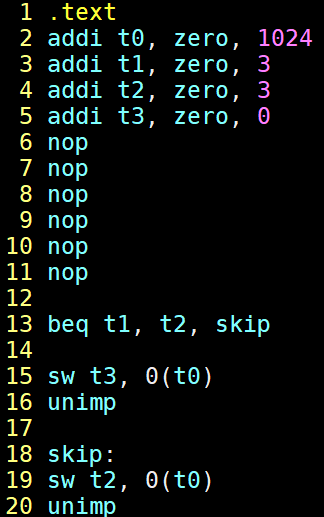 1 .text
2 addi t0, zero, 1024
3 addi t1, zero, 3
4 addi t2, zero, 3
5 addi t3, zero, 0
6 nop
7 nop
8 nop
9 nop
10 nop
11 nop
12
13 beq t1, t2, skip
14
15 sw t3, 0(t0)
16 unimp
17
18 skip:
19 sw t2, 0(t0)
20 unimp